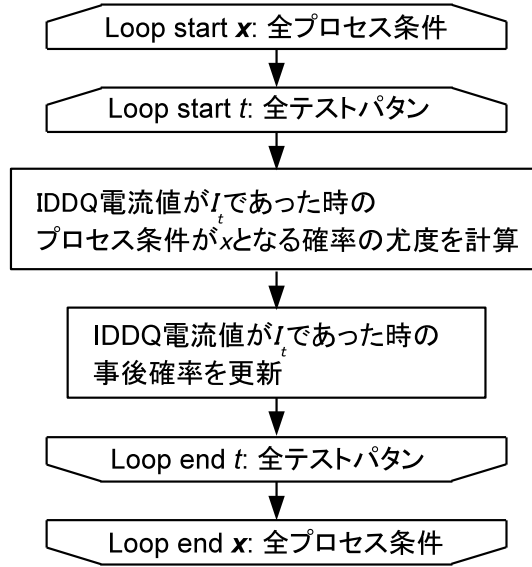 Loop start x: 全プロセス条件
Loop start t: 全テストパタン
IDDQ電流値がItであった時の
プロセス条件がxとなる確率の尤度を計算
IDDQ電流値がItであった時の
事後確率を更新
Loop end t: 全テストパタン
Loop end x: 全プロセス条件